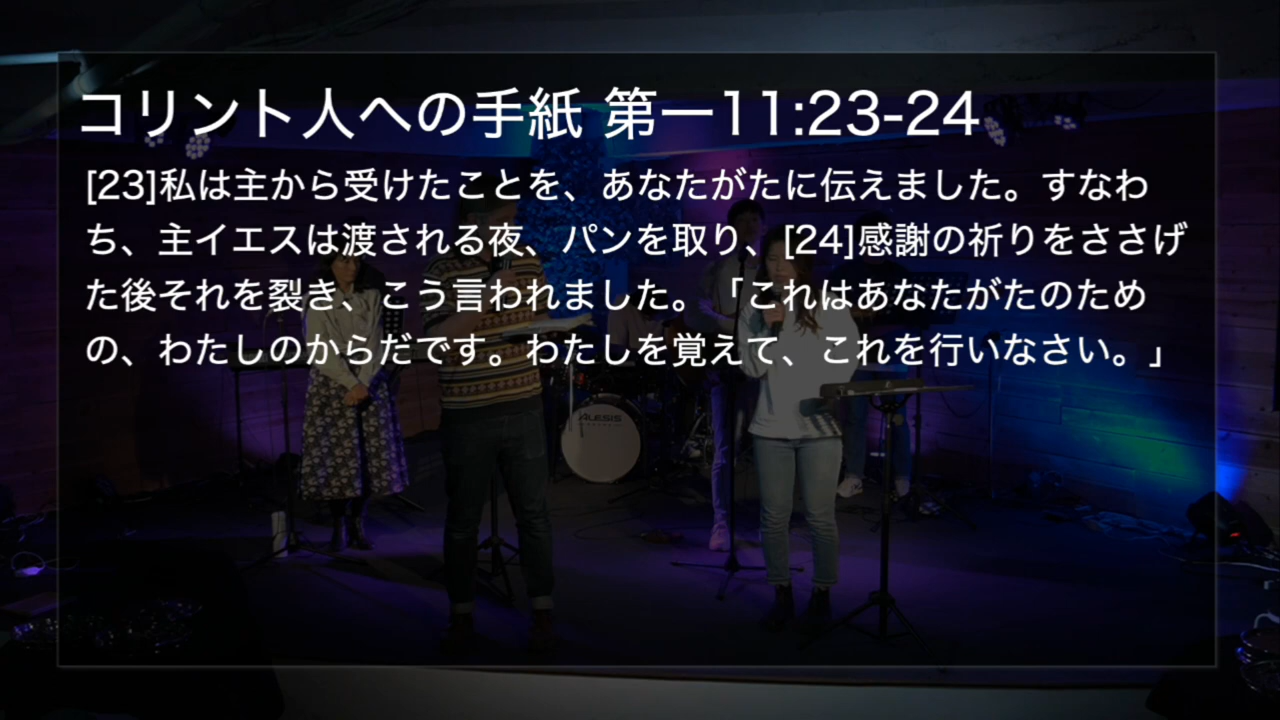 コリント人への手紙 第一11:23-24
[23]私は主から受けたことを、あなたがたに伝えました。すなわ
ち、主イエスは渡される夜、パンを取り、[24]感謝の祈りをささげ
た後それを裂き、こう言われました。「これはあなたがたのため
の、わたしのからだです。わたしを覚えて、これを行いなさい。」
ALESIS